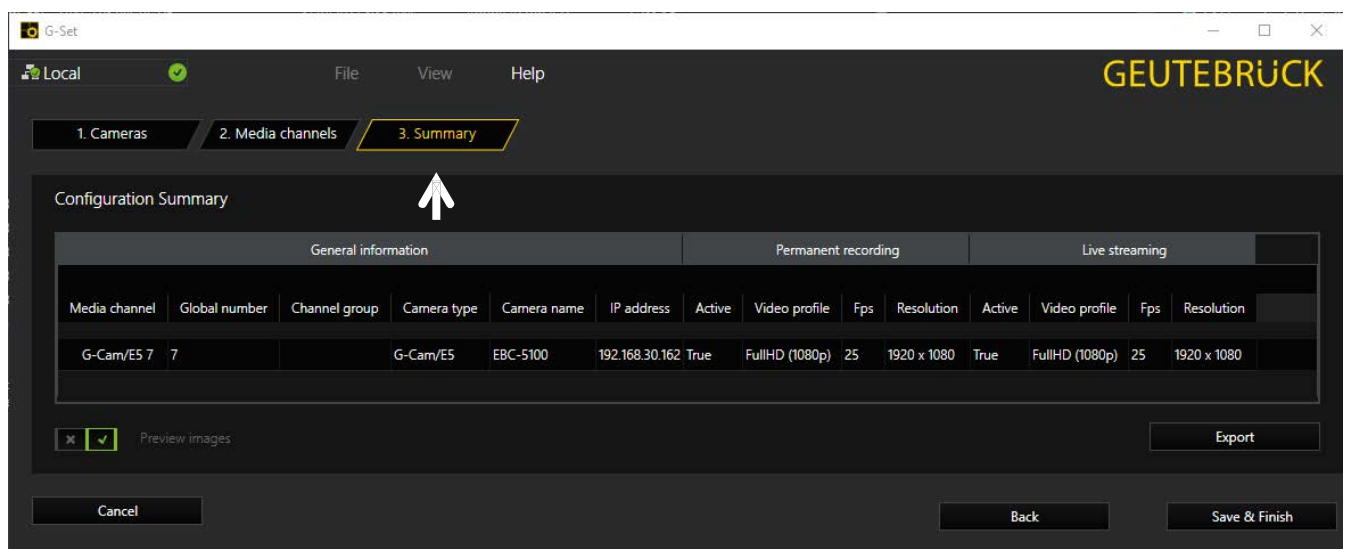 G-Set
Local File View Help GEUTEBRÜCK
1. Cameras 2. Media channels 3. Summary
Configuration Summary
General information Permanent recording Live streaming
Media channel Global number Channel group Camera type Camera name IP address Active Video profile Fps Resolution Active Video profile Fps Resolution
G-Cam/E5 7 7 G-Cam/E5 EBC-5100 192.168.30.162 True FullHD (1080p) 25 1920 x 1080 True FullHD (1080p) 25 1920 x 1080
Preview images Export
Cancel Back Save & Finish